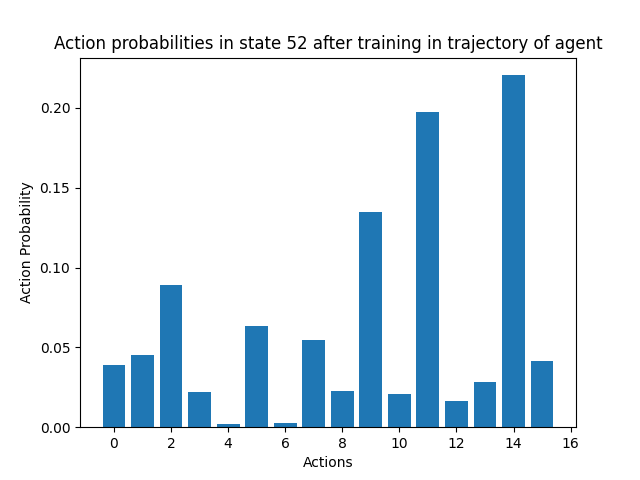 Action probabilities in state 52 after training in trajectory of agent
0.20
0.15
0.10
0.05
0.00
Action Probability
0 2 4 6 8 10 12 14 16
Actions